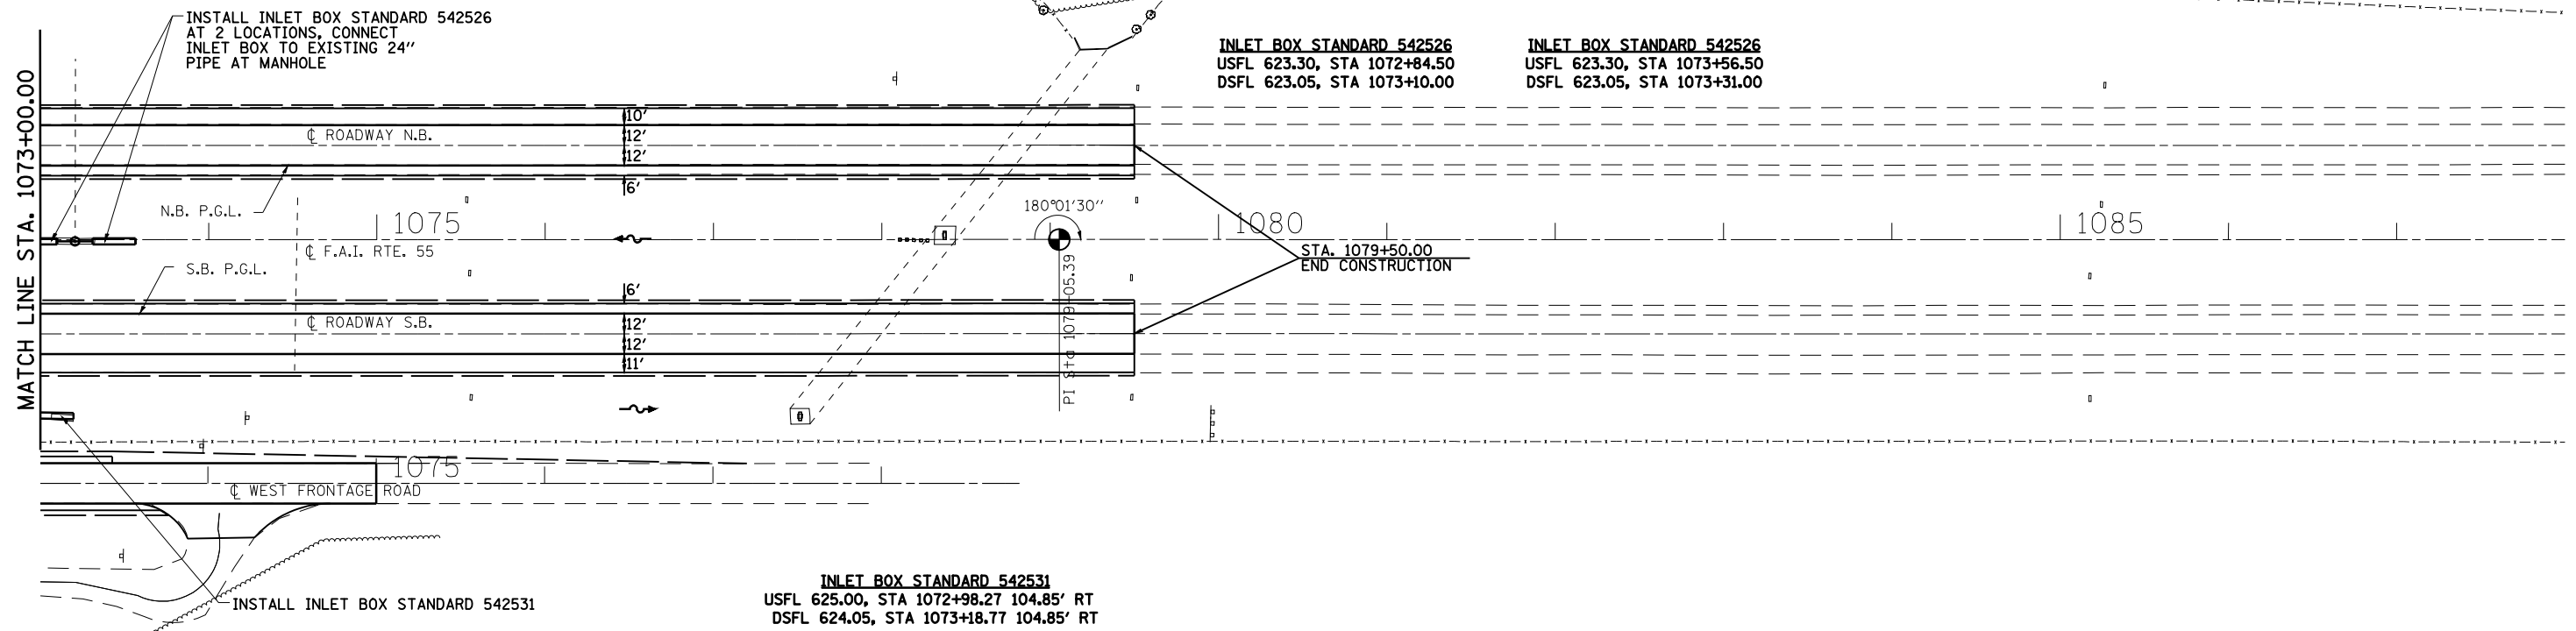 INSTALL INLET BOX STANDARD 542526
AT 2 LOCATIONS, CONNECT
INLET BOX TO EXISTING 24"
PIPE AT MANHOLE
INLET BOX STANDARD 542526
USFL 623.30, STA 1072+84.50
DSFL 623.05, STA 1073+10.00
INLET BOX STANDARD 542526
USFL 623.30, STA 1073+56.50
DSFL 623.05, STA 1073+31.00
MATCH LINE STA. 1073+00.00
℄ ROADWAY N.B.
10'
12'
12'
6'
N.B. P.G.L.
1075
180°01'30"
1080
1085
℄ F.A.I. RTE. 55
STA. 1079+50.00
END CONSTRUCTION
S.B. P.G.L.
PI Sta 1079+05.39
6'
℄ ROADWAY S.B.
12'
12'
11'
1075
℄ WEST FRONTAGE ROAD
INSTALL INLET BOX STANDARD 542531
INLET BOX STANDARD 542531
USFL 625.00, STA 1072+98.27 104.85' RT
DSFL 624.05, STA 1073+18.77 104.85' RT